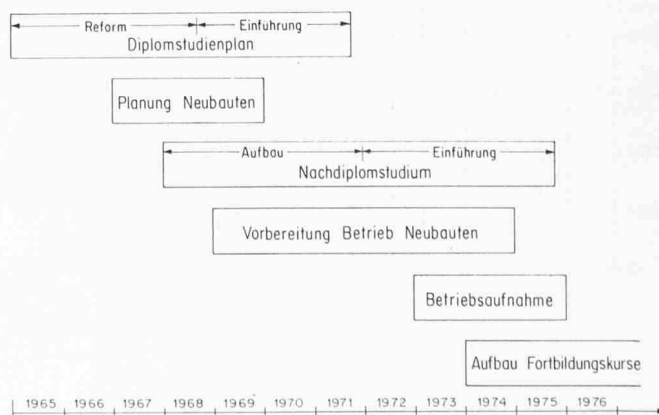 Reform Einführung
Diplomstudienplan
Planung Neubauten
Aufbau Einführung
Nachdiplomstudium
Vorbereitung Betrieb Neubauten
Betriebsaufnahme
Aufbau Fortbildungskurse
1965 1966 1967 1968 1969 1970 1971 1972 1973 1974 1975 1976